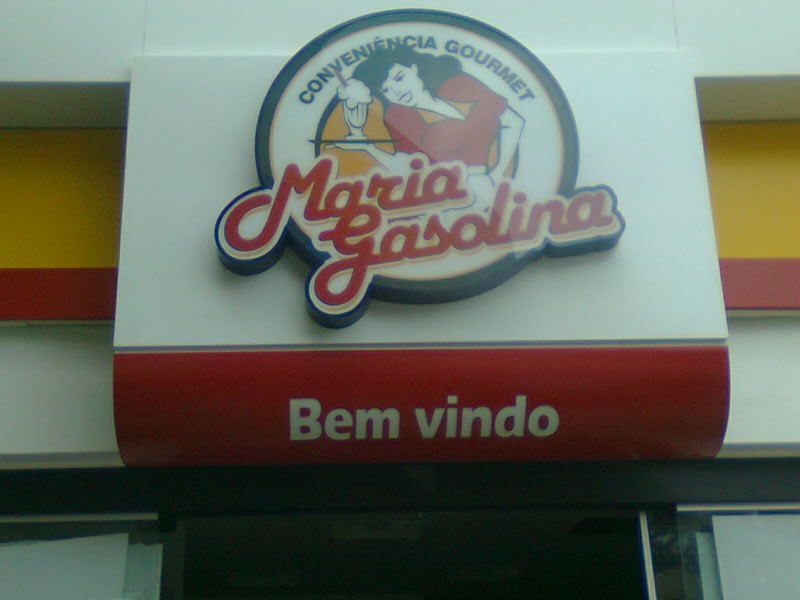 CONVENIÊNCIA GOURMET
Maria
Gasolina
Bem vindo